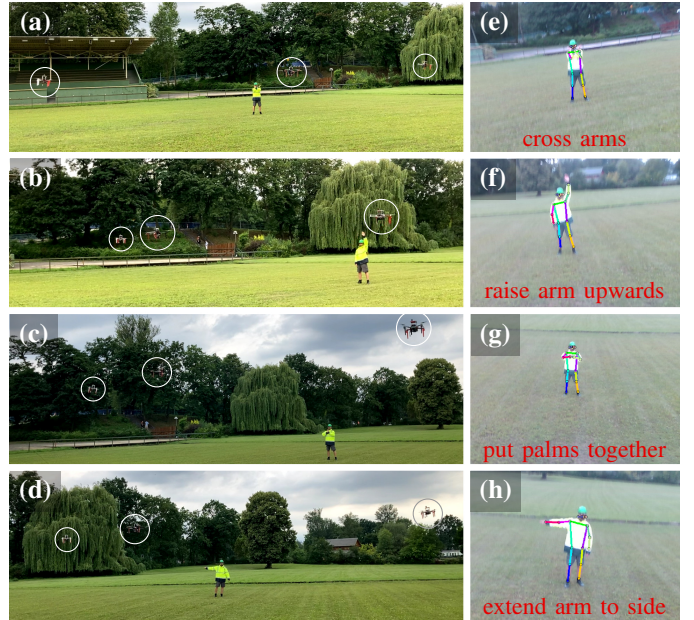 (a)
(e)
cross arms
(b)
(f)
raise arm upwards
(c)
(g)
put palms together
(d)
(h)
extend arm to side